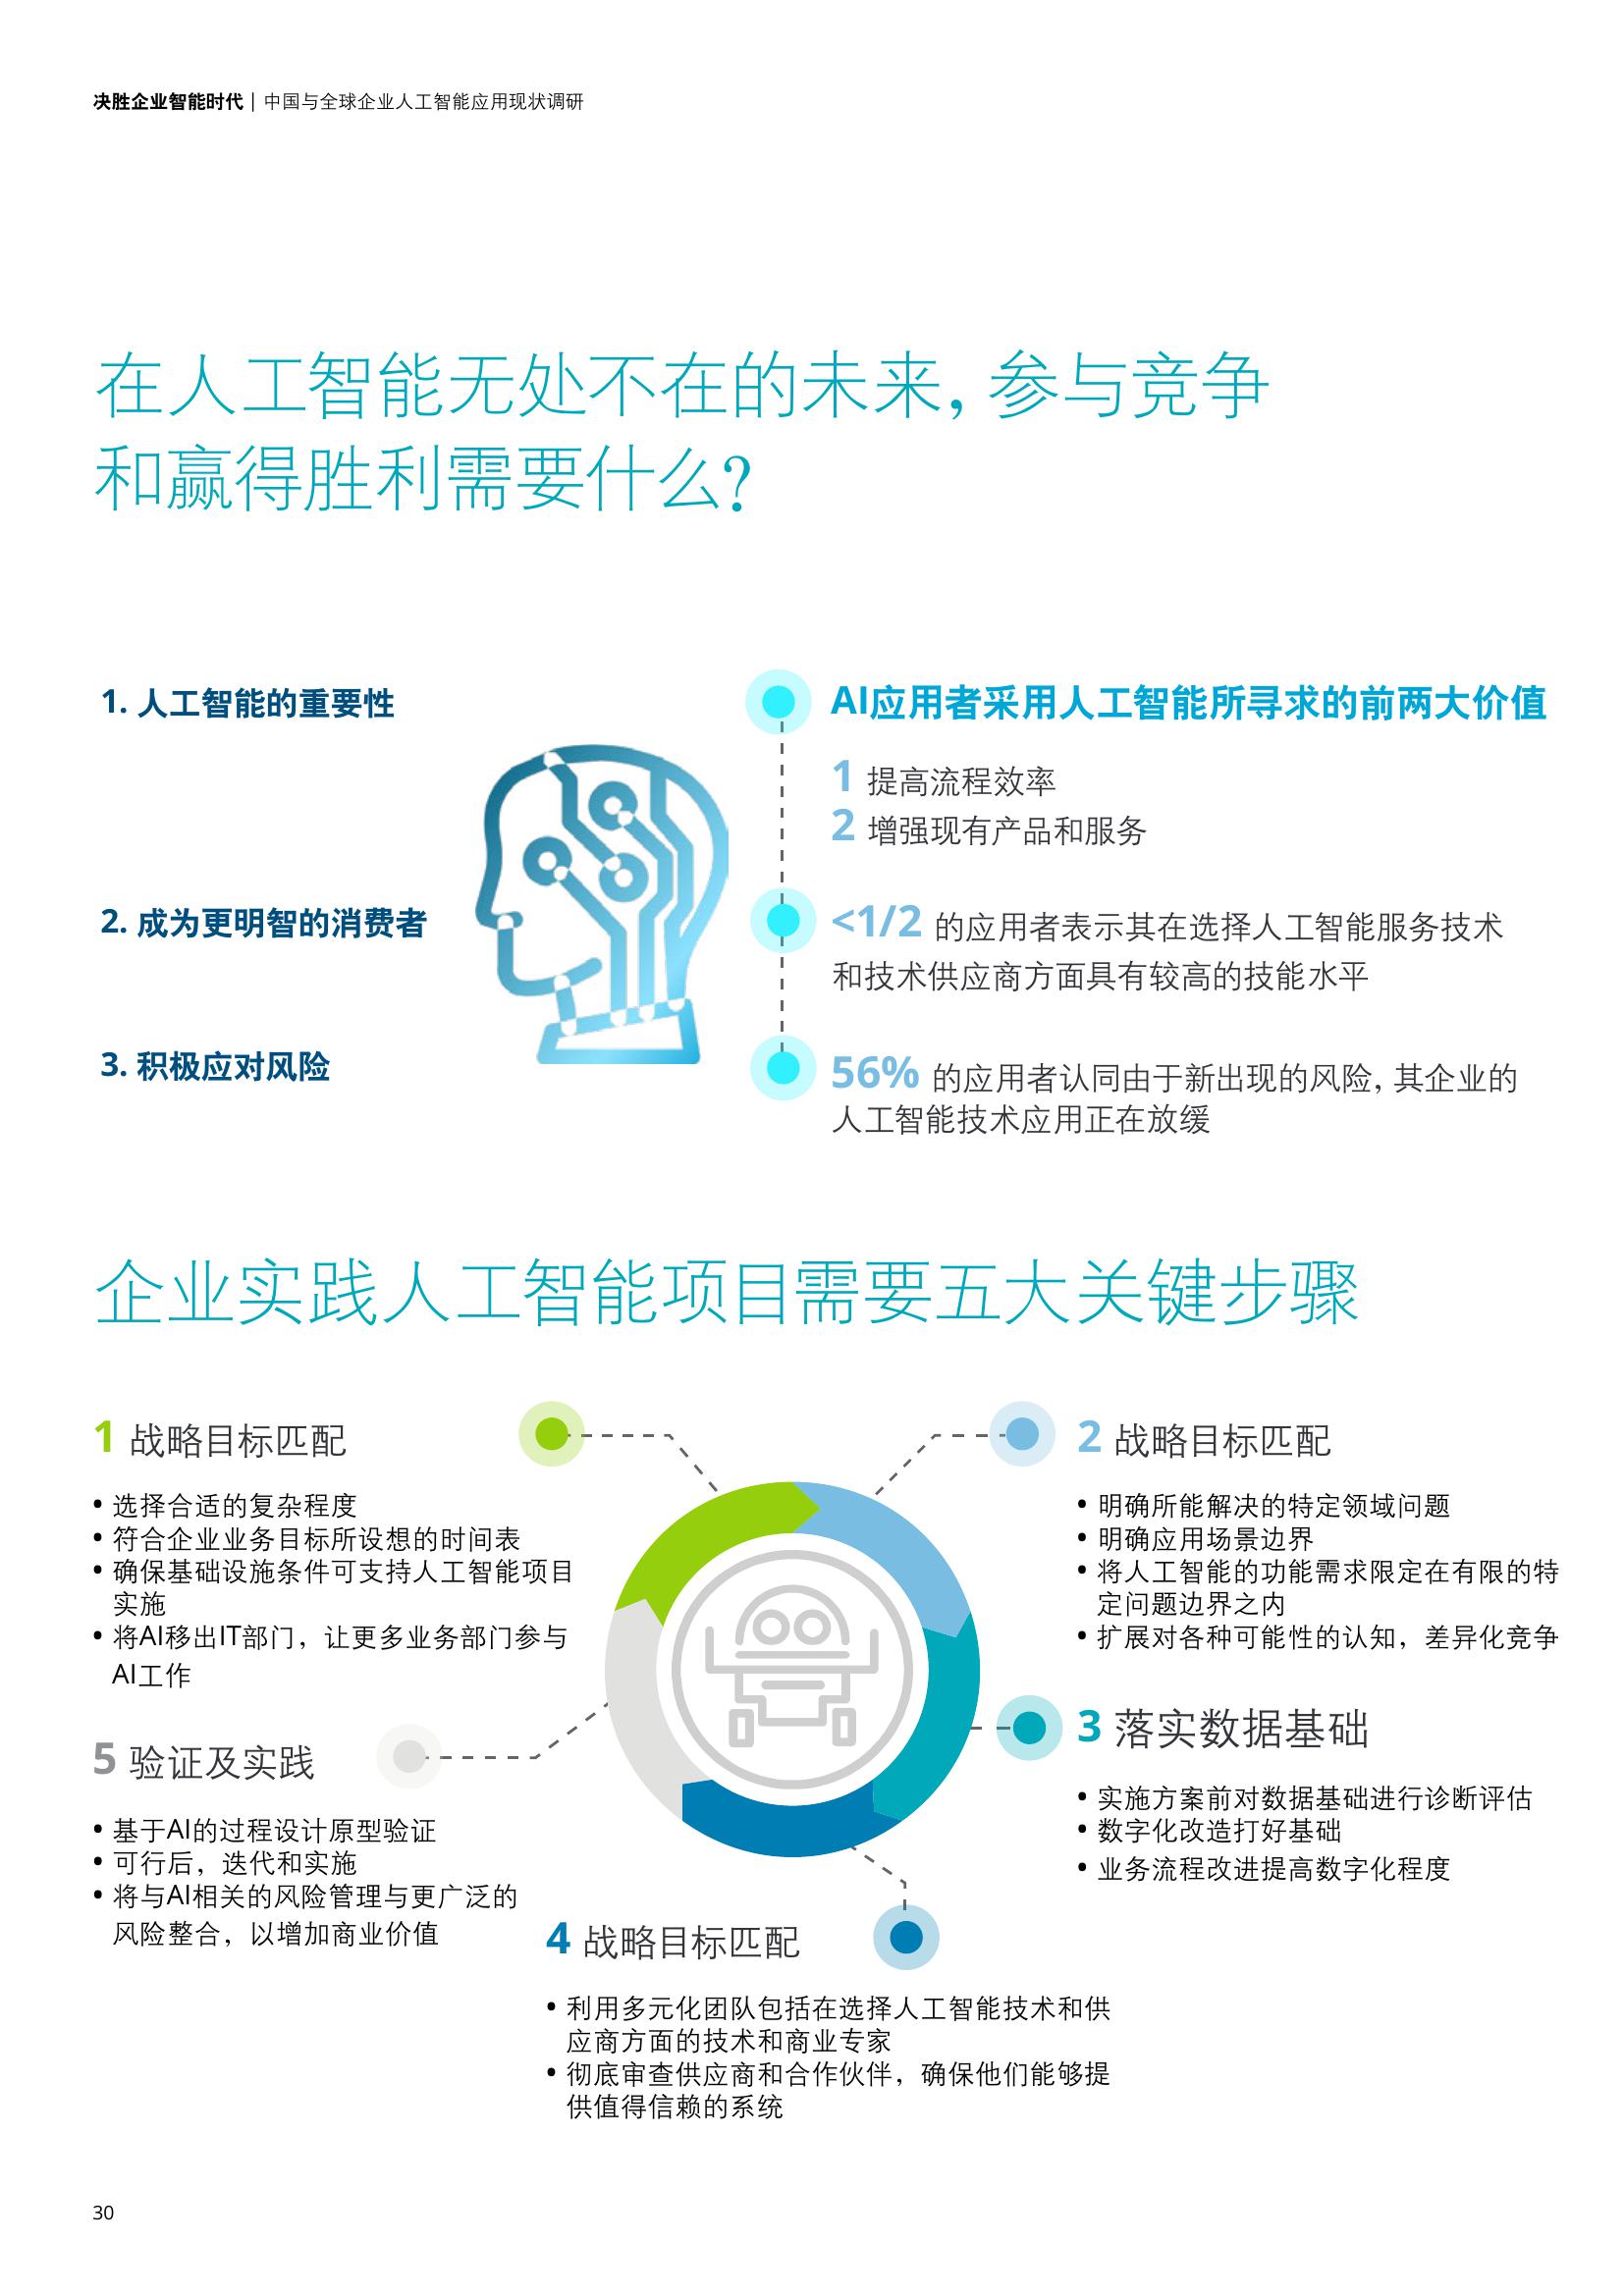 决胜企业智能时代 | 中国与全球企业人工智能应用现状调研
在人工智能无处不在的未来，参与竞争
和赢得胜利需要什么？
1. 人工智能的重要性
AI应用者采用人工智能所寻求的前两大价值
1 提高流程效率
2 增强现有产品和服务
2. 成为更明智的消费者
<1/2 的应用者表示其在选择人工智能服务技术
和技术供应商方面具有较高的技能水平
3. 积极应对风险
56% 的应用者认同由于新出现的风险，其企业的
人工智能技术应用正在放缓
企业实践人工智能项目需要五大关键步骤
1 战略目标匹配
• 选择合适的复杂程度
• 符合企业业务目标所设想的时间表
• 确保基础设施条件可支持人工智能项目
实施
• 将AI移出IT部门，让更多业务部门参与
AI工作
2 战略目标匹配
• 明确所能解决的特定领域问题
• 明确应用场景边界
• 将人工智能的功能需求限定在有限的特
定问题边界之内
• 扩展对各种可能性的认知，差异化竞争
3 落实数据基础
• 实施方案前对数据基础进行诊断评估
• 数字化改造打好基础
• 业务流程改进提高数字化程度
4 战略目标匹配
• 利用多元化团队包括在选择人工智能技术和供
应商方面的技术和商业专家
• 彻底审查供应商和合作伙伴，确保他们能够提
供值得信赖的系统
5 验证及实践
• 基于AI的过程设计原型验证
• 可行后，迭代和实施
• 将与AI相关的风险管理与更广泛的
风险整合，以增加商业价值
30